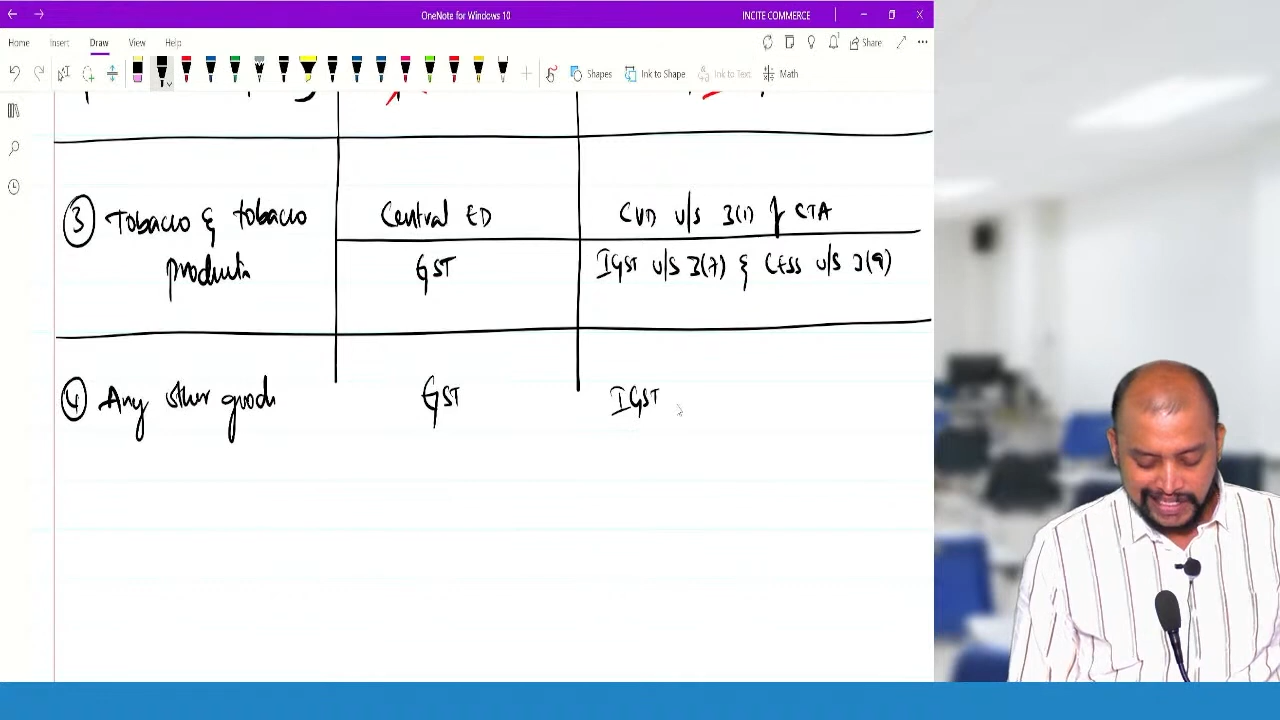 OneNote for Windows 10
INCITE COMMERCE
Home Insert Draw View Help
Share
Shapes Ink to Shape Ink to Text Math
③ Tobacco & tobacco products
Central ED
CVD u/s 3(1) of CTA
GST
IGST u/s 3(7) & CESS u/s 3(9)
④ Any other goods
GST
IGST